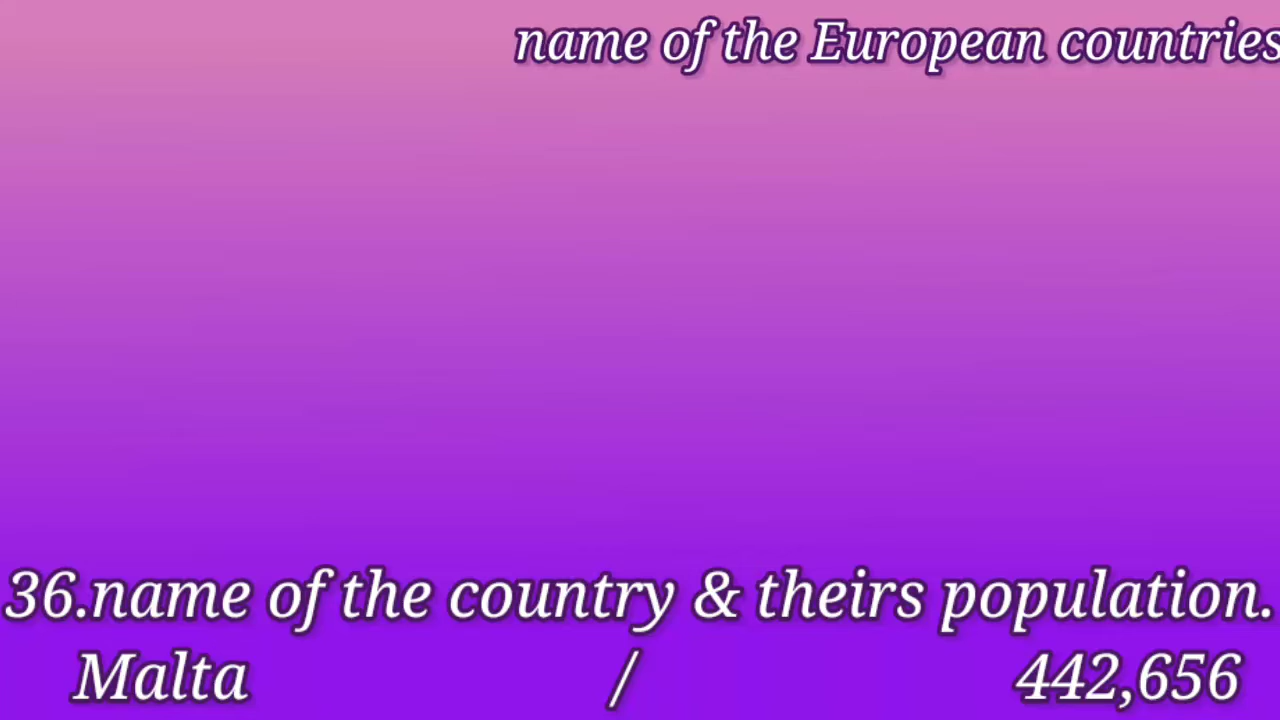 name of the European countries
36.name of the country & theirs population.
Malta / 442,656